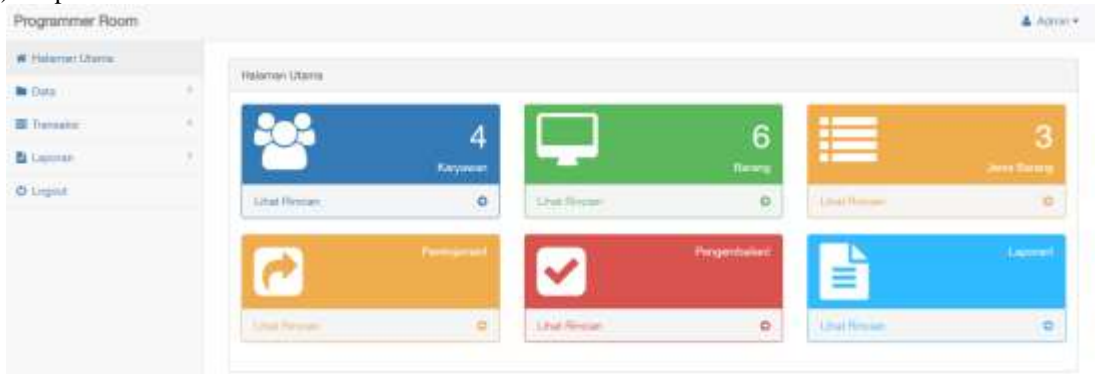 Programmer Room
Admin
Halaman Utama
Data
Transaksi
Laporan
Logout
Halaman Utama
4
Karyawan
Lihat Rincian
6
Barang
Lihat Rincian
3
Jenis Barang
Lihat Rincian
Peminjaman!
Lihat Rincian
Pengembalian!
Lihat Rincian
Laporan!
Lihat Rincian